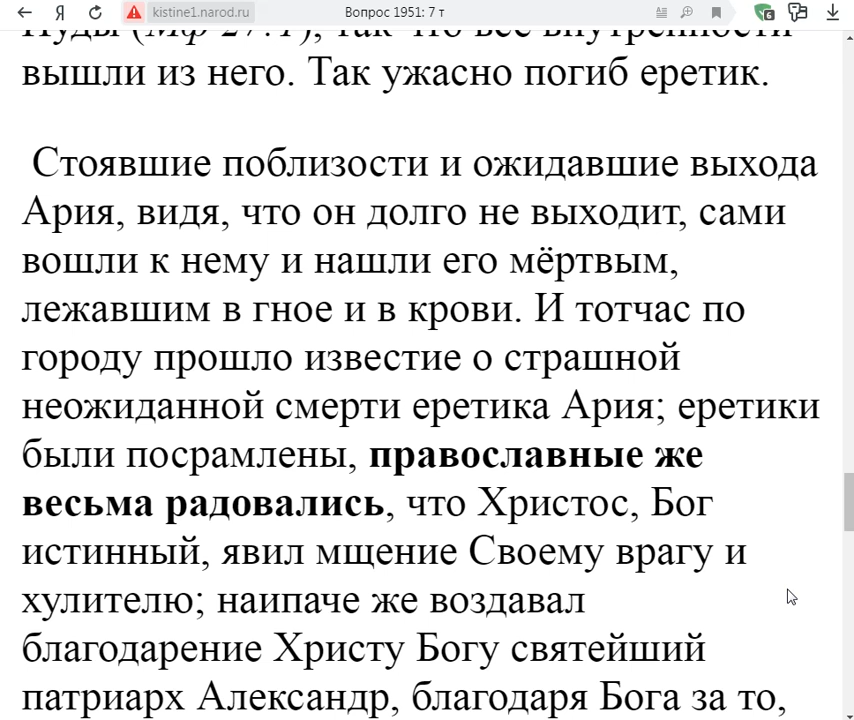 Я kistine1.narod.ru Вопрос 1951: 7 т 6
вышли из него. Так ужасно погиб еретик.
Стоявшие поблизости и ожидавшие выхода
Ария, видя, что он долго не выходит, сами
вошли к нему и нашли его мёртвым,
лежавшим в гное и в крови. И тотчас по
городу прошло известие о страшной
неожиданной смерти еретика Ария; еретики
были посрамлены, православные же
весьма радовались, что Христос, Бог
истинный, явил мщение Своему врагу и
хулителю; наипаче же воздавал
благодарение Христу Богу святейший
патриарх Александр, благодаря Бога за то,